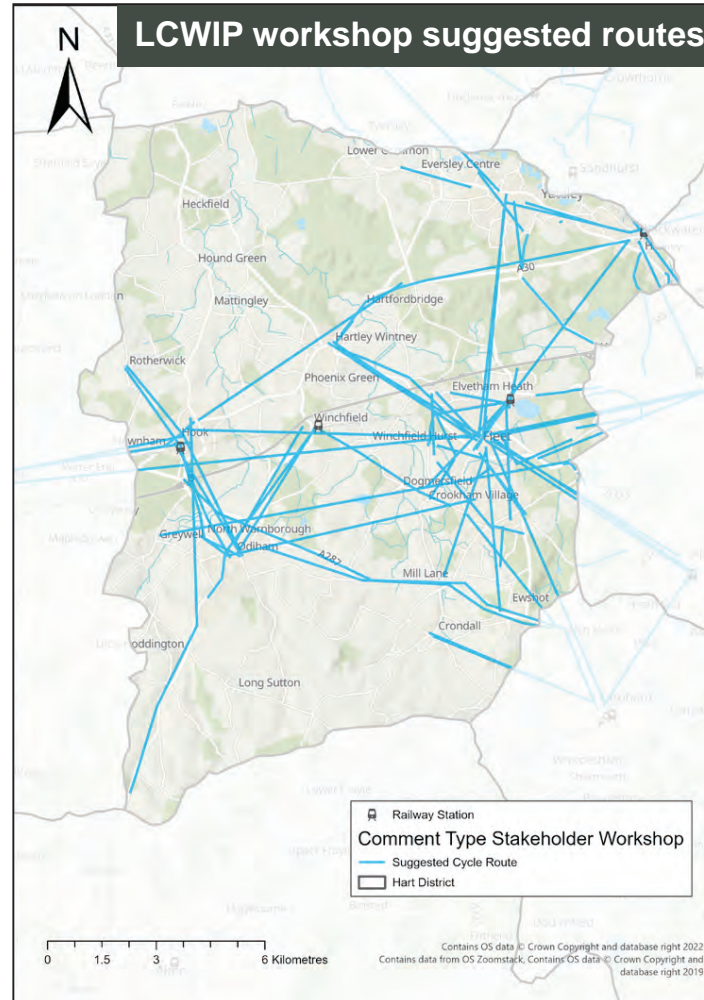 LCWIP workshop suggested routes
N
Crowthorne
Lower Common
Eversley Centre
Sandhurst
Yateley
Heckfield
Hound Green
A30
Mattingley
Hartfordbridge
Hartley Wintney
Rotherwick
Phoenix Green
Elvetham Heath
Winchfield
Hook
Newnham
Winchfield Hurst
Fleet
Dogmersfield
Crookham Village
North Warnborough
Greywell
Odiham
A287
Mill Lane
Ewshot
Crondall
Long Sutton
Railway Station
Comment Type Stakeholder Workshop
Suggested Cycle Route
Hart District
0 1.5 3 6 Kilometres
Contains OS data © Crown Copyright and database right 2022
Contains data from OS Zoomstack, Contains OS data © Crown Copyright and
database right 2019